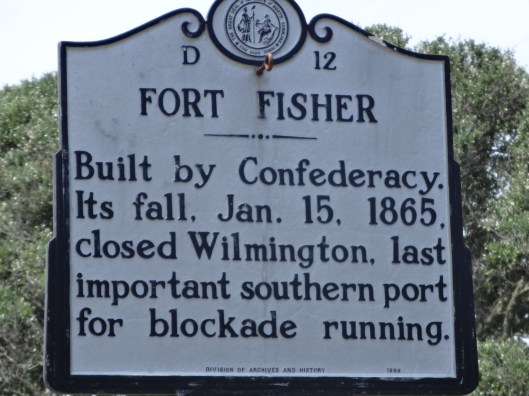 D 12
FORT FISHER
Built by Confederacy.
Its fall, Jan. 15, 1865,
closed Wilmington, last
important southern port
for blockade running.
DIVISION OF ARCHIVES AND HISTORY